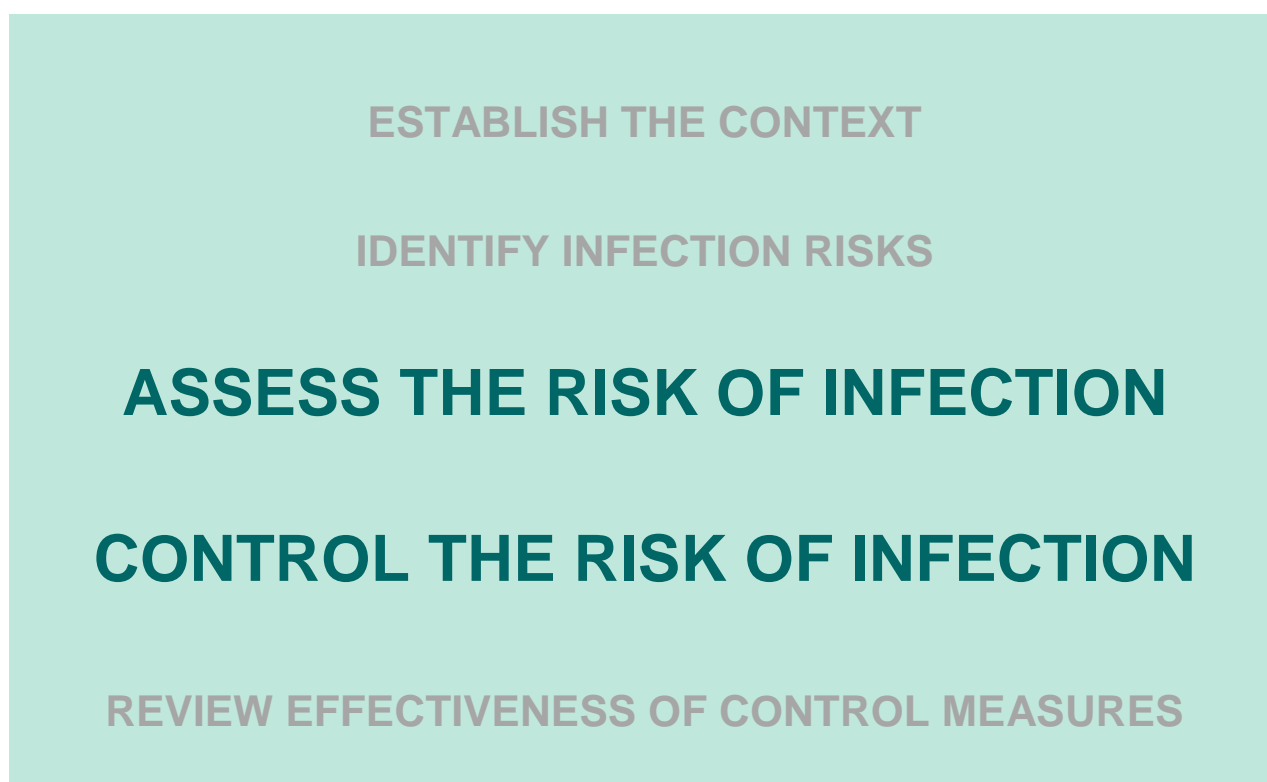 ESTABLISH THE CONTEXT
IDENTIFY INFECTION RISKS
ASSESS THE RISK OF INFECTION
CONTROL THE RISK OF INFECTION
REVIEW EFFECTIVENESS OF CONTROL MEASURES